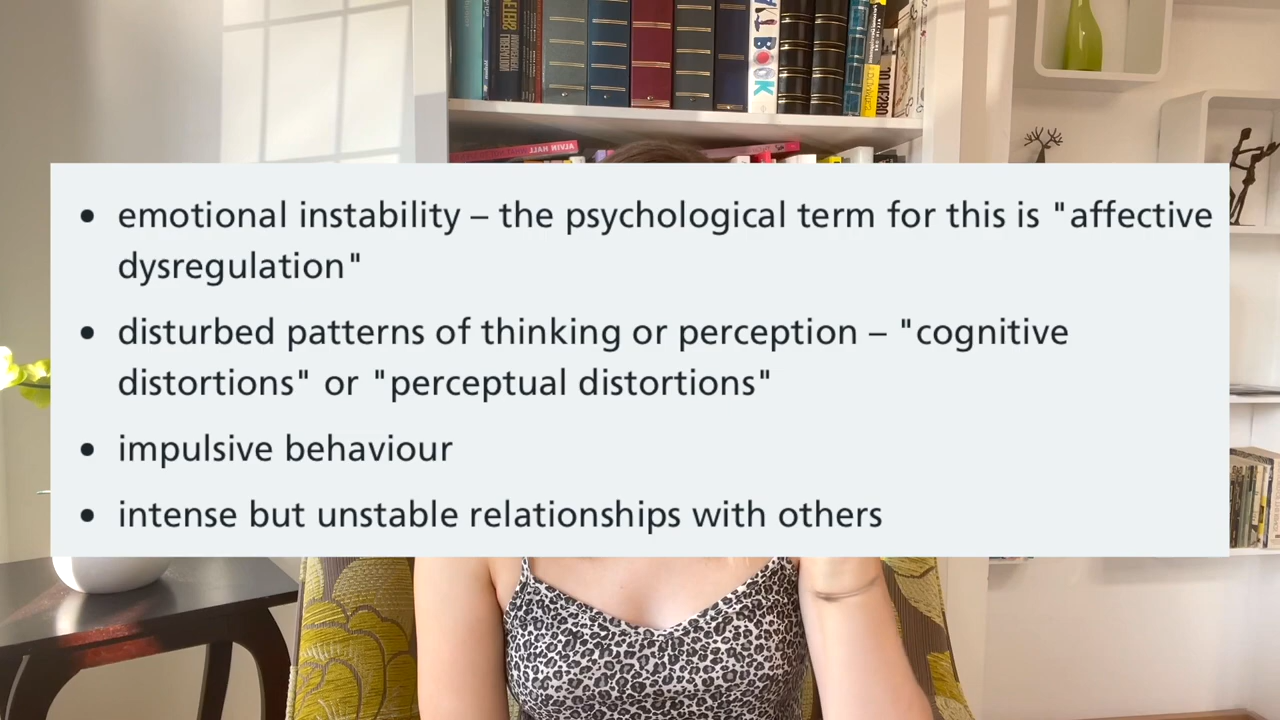 BOOK
ALVIN HALL
• emotional instability – the psychological term for this is "affective
dysregulation"
• disturbed patterns of thinking or perception – "cognitive
distortions" or "perceptual distortions"
• impulsive behaviour
• intense but unstable relationships with others